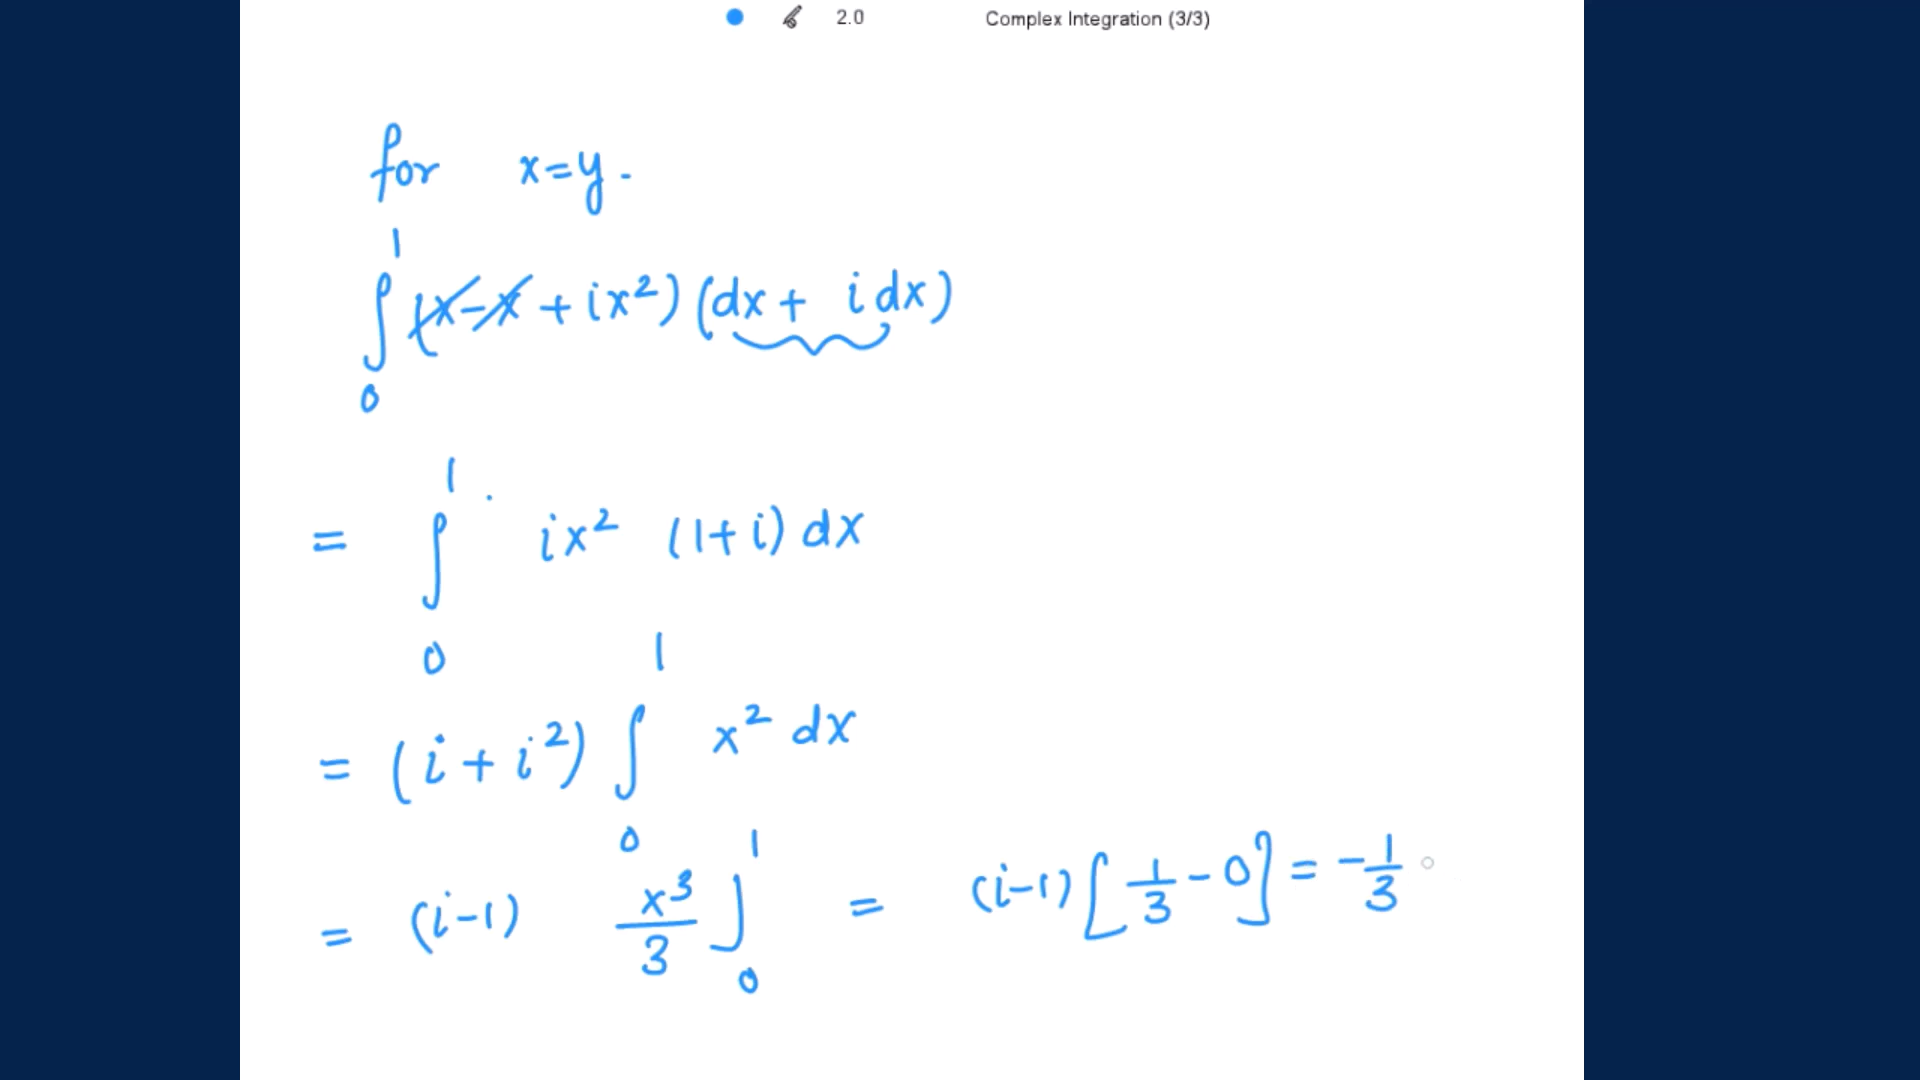 2.0 Complex Integration (3/3)
for x=y.
∫₀¹ (x-x + ix²) (dx + i dx)
= ∫₀¹ ix² (1+i) dx
= (i + i²) ∫₀¹ x² dx
= (i-1) x³/3 ]₀¹ = (i-1) [1/3 - 0] = -1/3